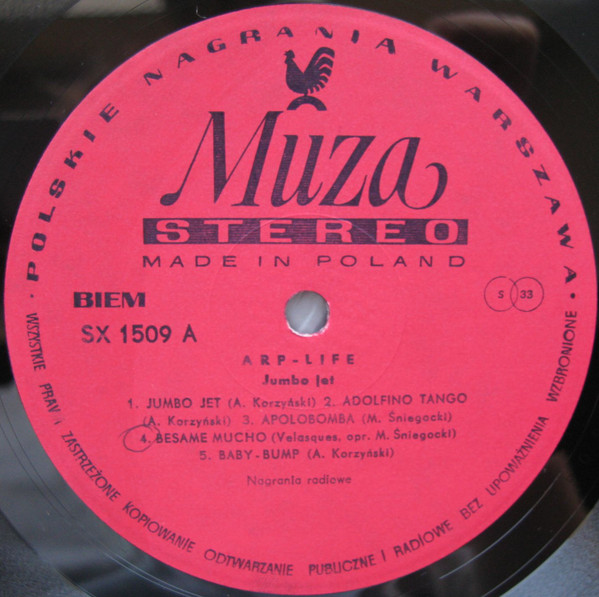 • POLSKIE NAGRANIA WARSZAWA •
Muza
STEREO
MADE IN POLAND
BIEM
S 33
SX 1509 A
ARP-LIFE
Jumbo Jet
1. JUMBO JET (A. Korzyński) 2. ADOLFINO TANGO
(A. Korzyński) 3. APOLOBOMBA (M. Śniegocki)
4. BESAME MUCHO (Velasques, opr. M. Śniegocki)
5. BABY-BUMP (A. Korzyński)
Nagrania radiowe
WSZYSTKIE PRAWA ZASTRZEŻONE KOPIOWANIE ODTWARZANIE PUBLICZNE I RADIOWE BEZ UPOWAŻNIENIA WZBRONIONE